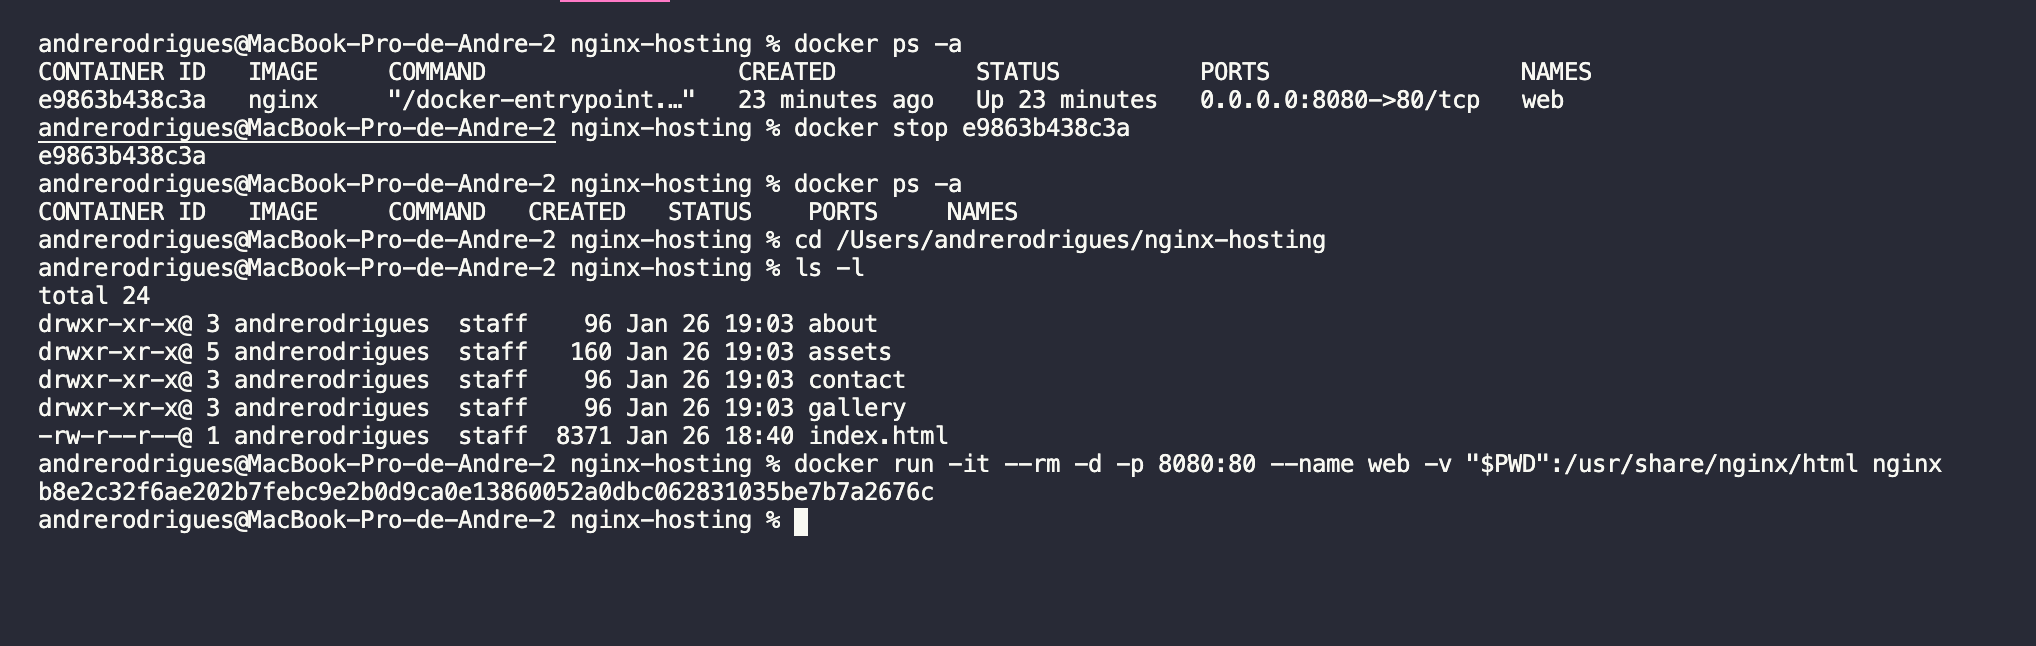 andrerodrigues@MacBook-Pro-de-Andre-2 nginx-hosting % docker ps -a
CONTAINER ID   IMAGE     COMMAND                  CREATED          STATUS          PORTS                  NAMES
e9863b438c3a   nginx     "/docker-entrypoint.…"   23 minutes ago   Up 23 minutes   0.0.0.0:8080->80/tcp   web
andrerodrigues@MacBook-Pro-de-Andre-2 nginx-hosting % docker stop e9863b438c3a
e9863b438c3a
andrerodrigues@MacBook-Pro-de-Andre-2 nginx-hosting % docker ps -a
CONTAINER ID   IMAGE     COMMAND   CREATED   STATUS    PORTS     NAMES
andrerodrigues@MacBook-Pro-de-Andre-2 nginx-hosting % cd /Users/andrerodrigues/nginx-hosting
andrerodrigues@MacBook-Pro-de-Andre-2 nginx-hosting % ls -l
total 24
drwxr-xr-x@ 3 andrerodrigues  staff    96 Jan 26 19:03 about
drwxr-xr-x@ 5 andrerodrigues  staff   160 Jan 26 19:03 assets
drwxr-xr-x@ 3 andrerodrigues  staff    96 Jan 26 19:03 contact
drwxr-xr-x@ 3 andrerodrigues  staff    96 Jan 26 19:03 gallery
-rw-r--r--@ 1 andrerodrigues  staff  8371 Jan 26 18:40 index.html
andrerodrigues@MacBook-Pro-de-Andre-2 nginx-hosting % docker run -it --rm -d -p 8080:80 --name web -v "$PWD":/usr/share/nginx/html nginx
b8e2c32f6ae202b7febc9e2b0d9ca0e13860052a0dbc062831035be7b7a2676c
andrerodrigues@MacBook-Pro-de-Andre-2 nginx-hosting %